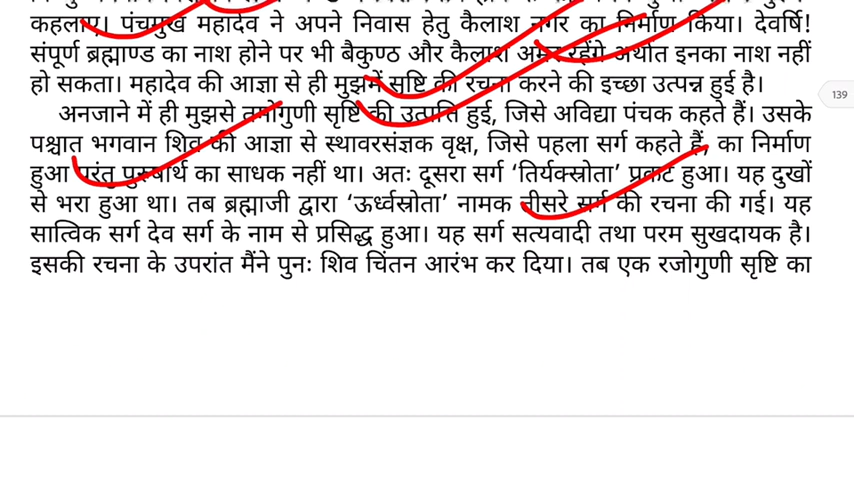 कहलाए। पंचमुख महादेव ने अपने निवास हेतु कैलाश नगर का निर्माण किया। देवर्षि!
संपूर्ण ब्रह्माण्ड का नाश होने पर भी बैकुण्ठ और कैलाश अमर रहेंगे अर्थात इनका नाश नहीं
हो सकता। महादेव की आज्ञा से ही मुझमें सृष्टि की रचना करने की इच्छा उत्पन्न हुई है।
अनजाने में ही मुझसे तमोगुणी सृष्टि की उत्पत्ति हुई, जिसे अविद्या पंचक कहते हैं। उसके
पश्चात भगवान शिव की आज्ञा से स्थावरसंज्ञक वृक्ष, जिसे पहला सर्ग कहते हैं, का निर्माण
हुआ परंतु पुरुषार्थ का साधक नहीं था। अतः दूसरा सर्ग ‘तिर्यक्स्रोता’ प्रकट हुआ। यह दुखों
से भरा हुआ था। तब ब्रह्माजी द्वारा ‘ऊर्ध्वस्रोता’ नामक तीसरे सर्ग की रचना की गई। यह
सात्विक सर्ग देव सर्ग के नाम से प्रसिद्ध हुआ। यह सर्ग सत्यवादी तथा परम सुखदायक है।
इसकी रचना के उपरांत मैंने पुनः शिव चिंतन आरंभ कर दिया। तब एक रजोगुणी सृष्टि का
139